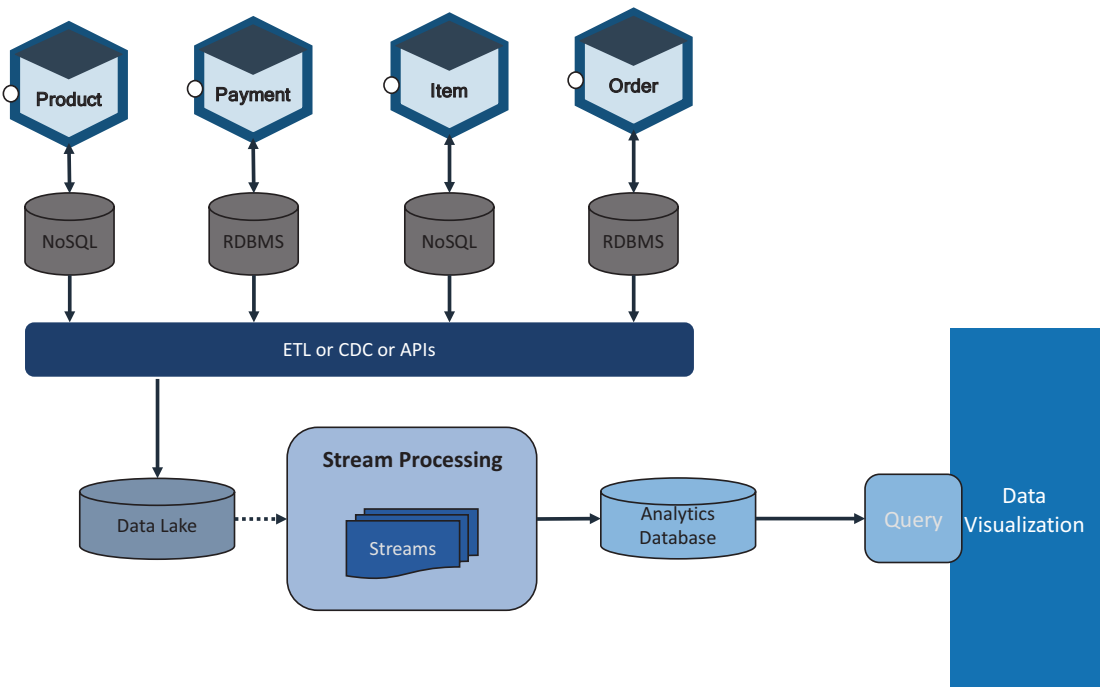 Product
Payment
Item
Order
NoSQL
RDBMS
NoSQL
RDBMS
ETL or CDC or APIs
Stream Processing
Data Lake
Streams
Analytics
Database
Query
Data
Visualization